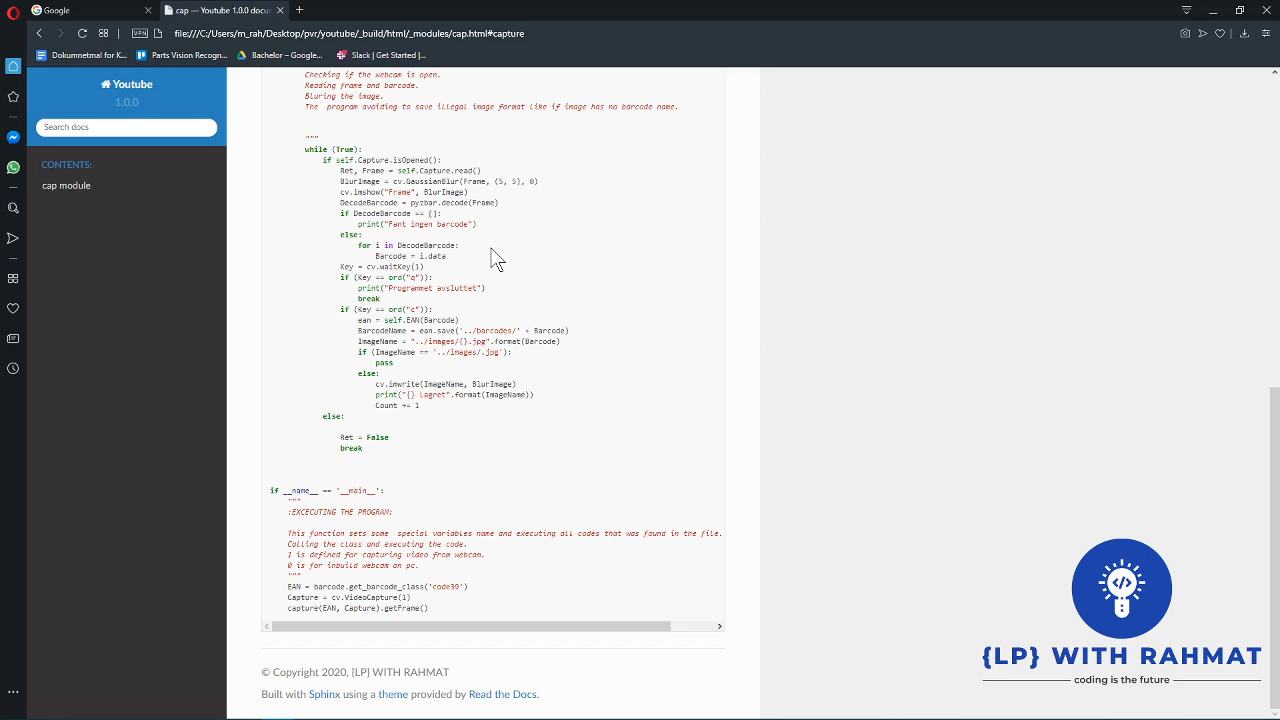 Google
cap — Youtube 1.0.0 docum
VPN
file:///C:/Users/m_rah/Desktop/pvr/youtube/_build/html/_modules/cap.html#capture
Dokumnetmal for K...
Parts Vision Recogn...
Bachelor – Google...
Slack | Get Started |...
Youtube
1.0.0
Search docs
CONTENTS:
cap module
Checking if the webcam is open.
Reading frame and barcode.
Bluring the image.
The  program avoiding to save illegal image format like if image has no barcode name.
"""
while (True):
if self.Capture.isOpened():
Ret, Frame = self.Capture.read()
BlurImage = cv.GaussianBlur(Frame, (5, 5), 0)
cv.imshow("Frame", BlurImage)
DecodeBarcode = pyzbar.decode(Frame)
if DecodeBarcode == []:
print("Fant ingen barcode")
else:
for i in DecodeBarcode:
Barcode = i.data
Key = cv.waitKey(1)
if (Key == ord("q")):
print("Programmet avsluttet")
break
if (Key == ord("c")):
ean = self.EAN(Barcode)
BarcodeName = ean.save('../barcodes/' + Barcode)
ImageName = "../images/{}.jpg".format(Barcode)
if (ImageName == '../images/.jpg'):
pass
else:
cv.imwrite(ImageName, BlurImage)
print("{} Lagret".format(ImageName))
Count += 1
else:
Ret = False
break
if __name__ == '__main__':
"""
:EXCECUTING THE PROGRAM:
This function sets some  special variables name and executing all codes that was found in the file.
Calling the class and executing the code.
1 is defined for capturing video from webcam.
0 is for inbuild webcam on pc.
"""
EAN = barcode.get_barcode_class('code39')
Capture = cv.VideoCapture(1)
capture(EAN, Capture).getFrame()
© Copyright 2020, [LP] WITH RAHMAT
Built with Sphinx using a theme provided by Read the Docs.
</>
{LP} WITH RAHMAT
coding is the future